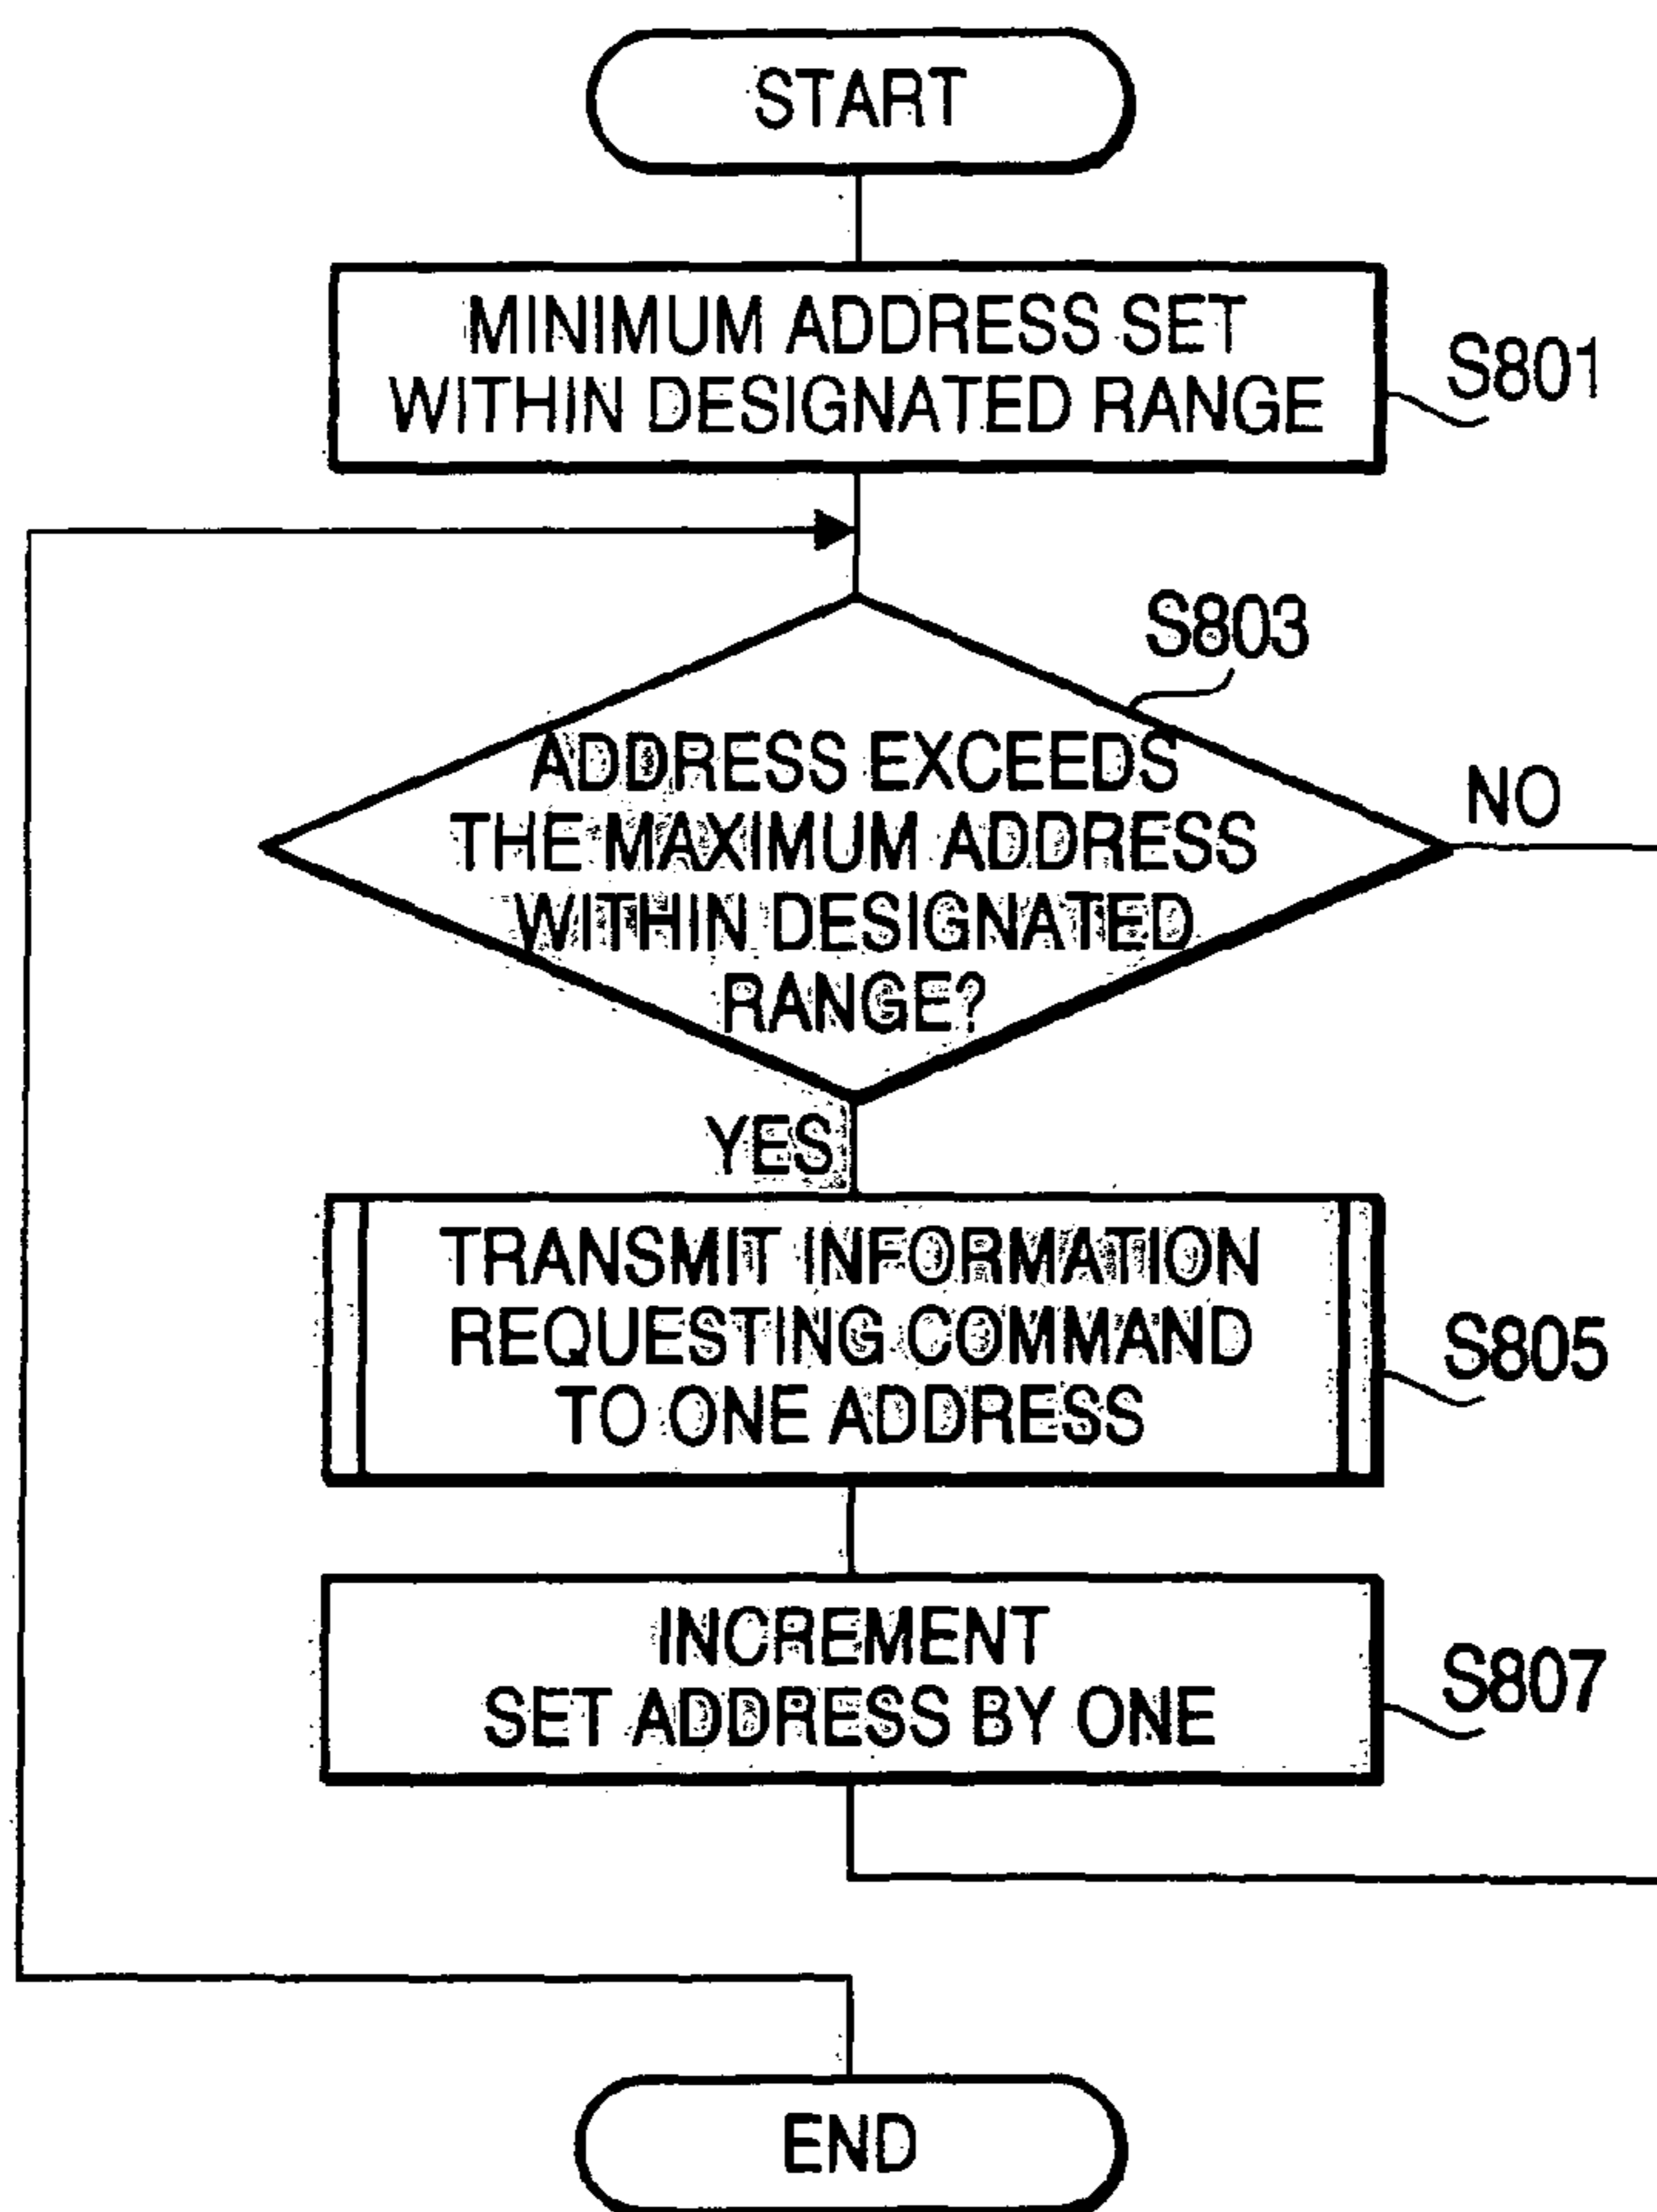 START
MINIMUM ADDRESS SET
WITHIN DESIGNATED RANGE
S801
S803
ADDRESS EXCEEDS
THE MAXIMUM ADDRESS
WITHIN DESIGNATED
RANGE?
NO
YES
TRANSMIT INFORMATION
REQUESTING COMMAND
TO ONE ADDRESS
S805
INCREMENT
SET ADDRESS BY ONE
S807
END